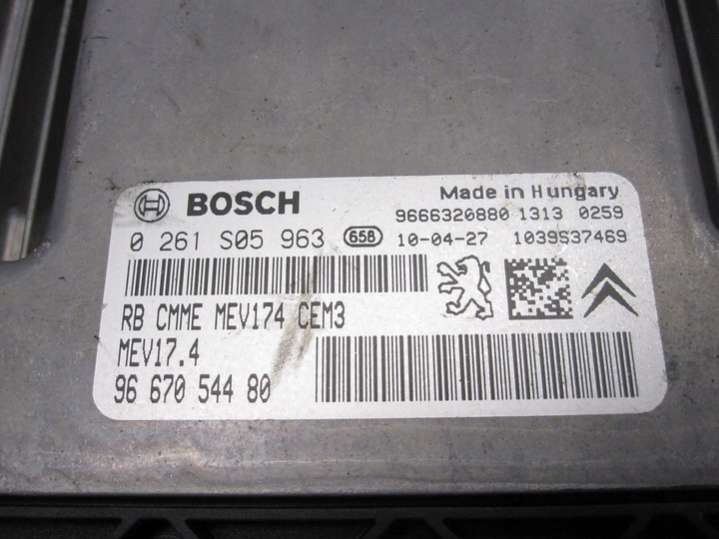 BOSCH
Made in Hungary
9666320880 1313 0259
0 261 S05 963 658 10-04-27 1039S37469
RB CMME MEV174 CEM3
MEV17.4
96 670 544 80